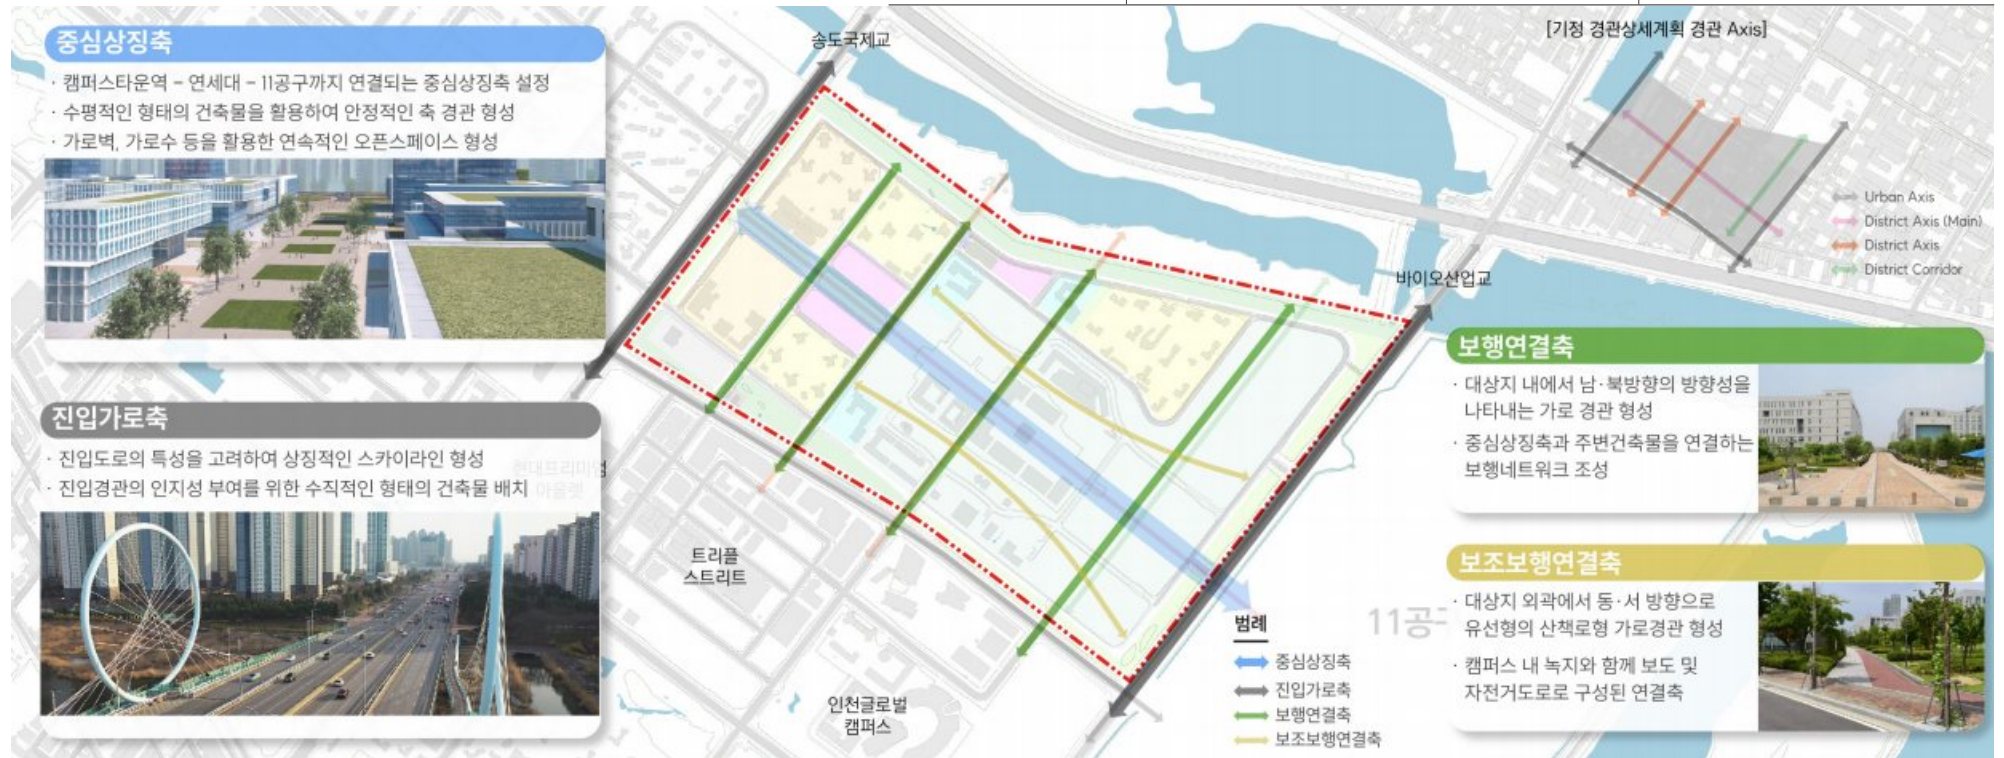 중심상징축
· 캠퍼스타운역 – 연세대 – 11공구까지 연결되는 중심상징축 설정
· 수평적인 형태의 건축물을 활용하여 안정적인 축 경관 형성
· 가로벽, 가로수 등을 활용한 연속적인 오픈스페이스 형성
진입가로축
· 진입도로의 특성을 고려하여 상징적인 스카이라인 형성
· 진입경관의 인지성 부여를 위한 수직적인 형태의 건축물 배치
현대프리미엄
아울렛
송도국제교
바이오산업교
트리플
스트리트
인천글로벌
캠퍼스
11공구
범례
중심상징축
진입가로축
보행연결축
보조보행연결축
[기정 경관상세계획 경관 Axis]
Urban Axis
District Axis (Main)
District Axis
District Corridor
보행연결축
· 대상지 내에서 남·북방향의 방향성을
나타내는 가로 경관 형성
· 중심상징축과 주변건축물을 연결하는
보행네트워크 조성
보조보행연결축
· 대상지 외곽에서 동·서 방향으로
유선형의 산책로형 가로경관 형성
· 캠퍼스 내 녹지와 함께 보도 및
자전거도로로 구성된 연결축